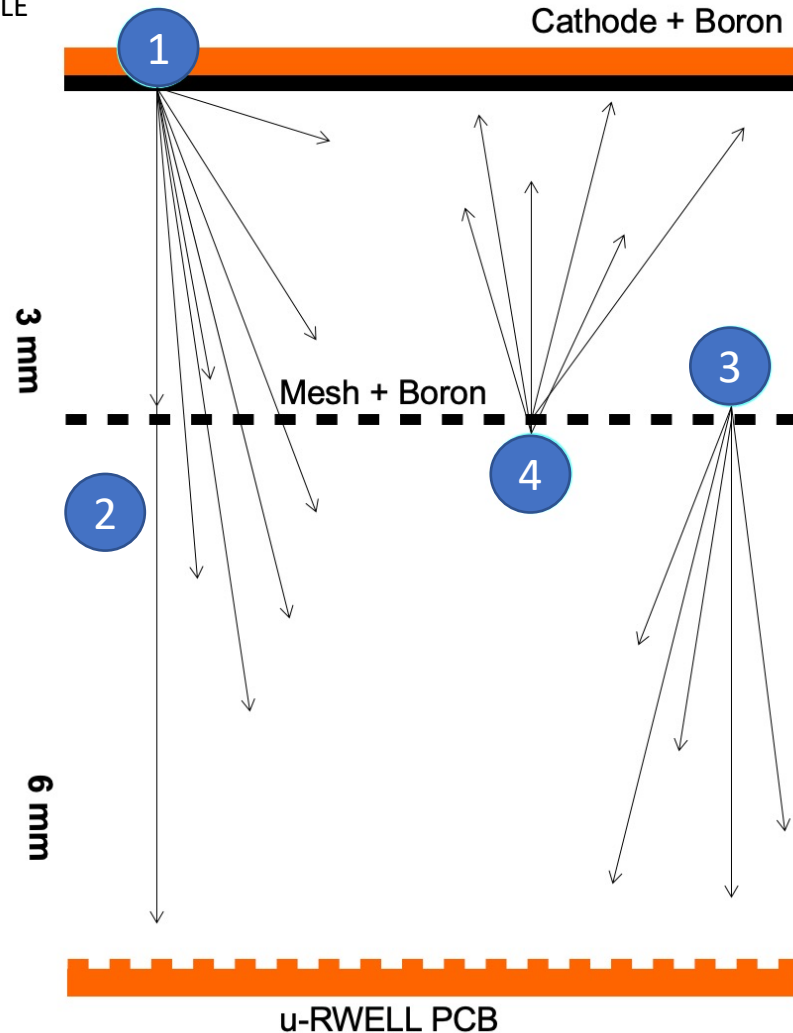 LE
Cathode + Boron
1
3 mm
Mesh + Boron
3
4
2
6 mm
u-RWELL PCB